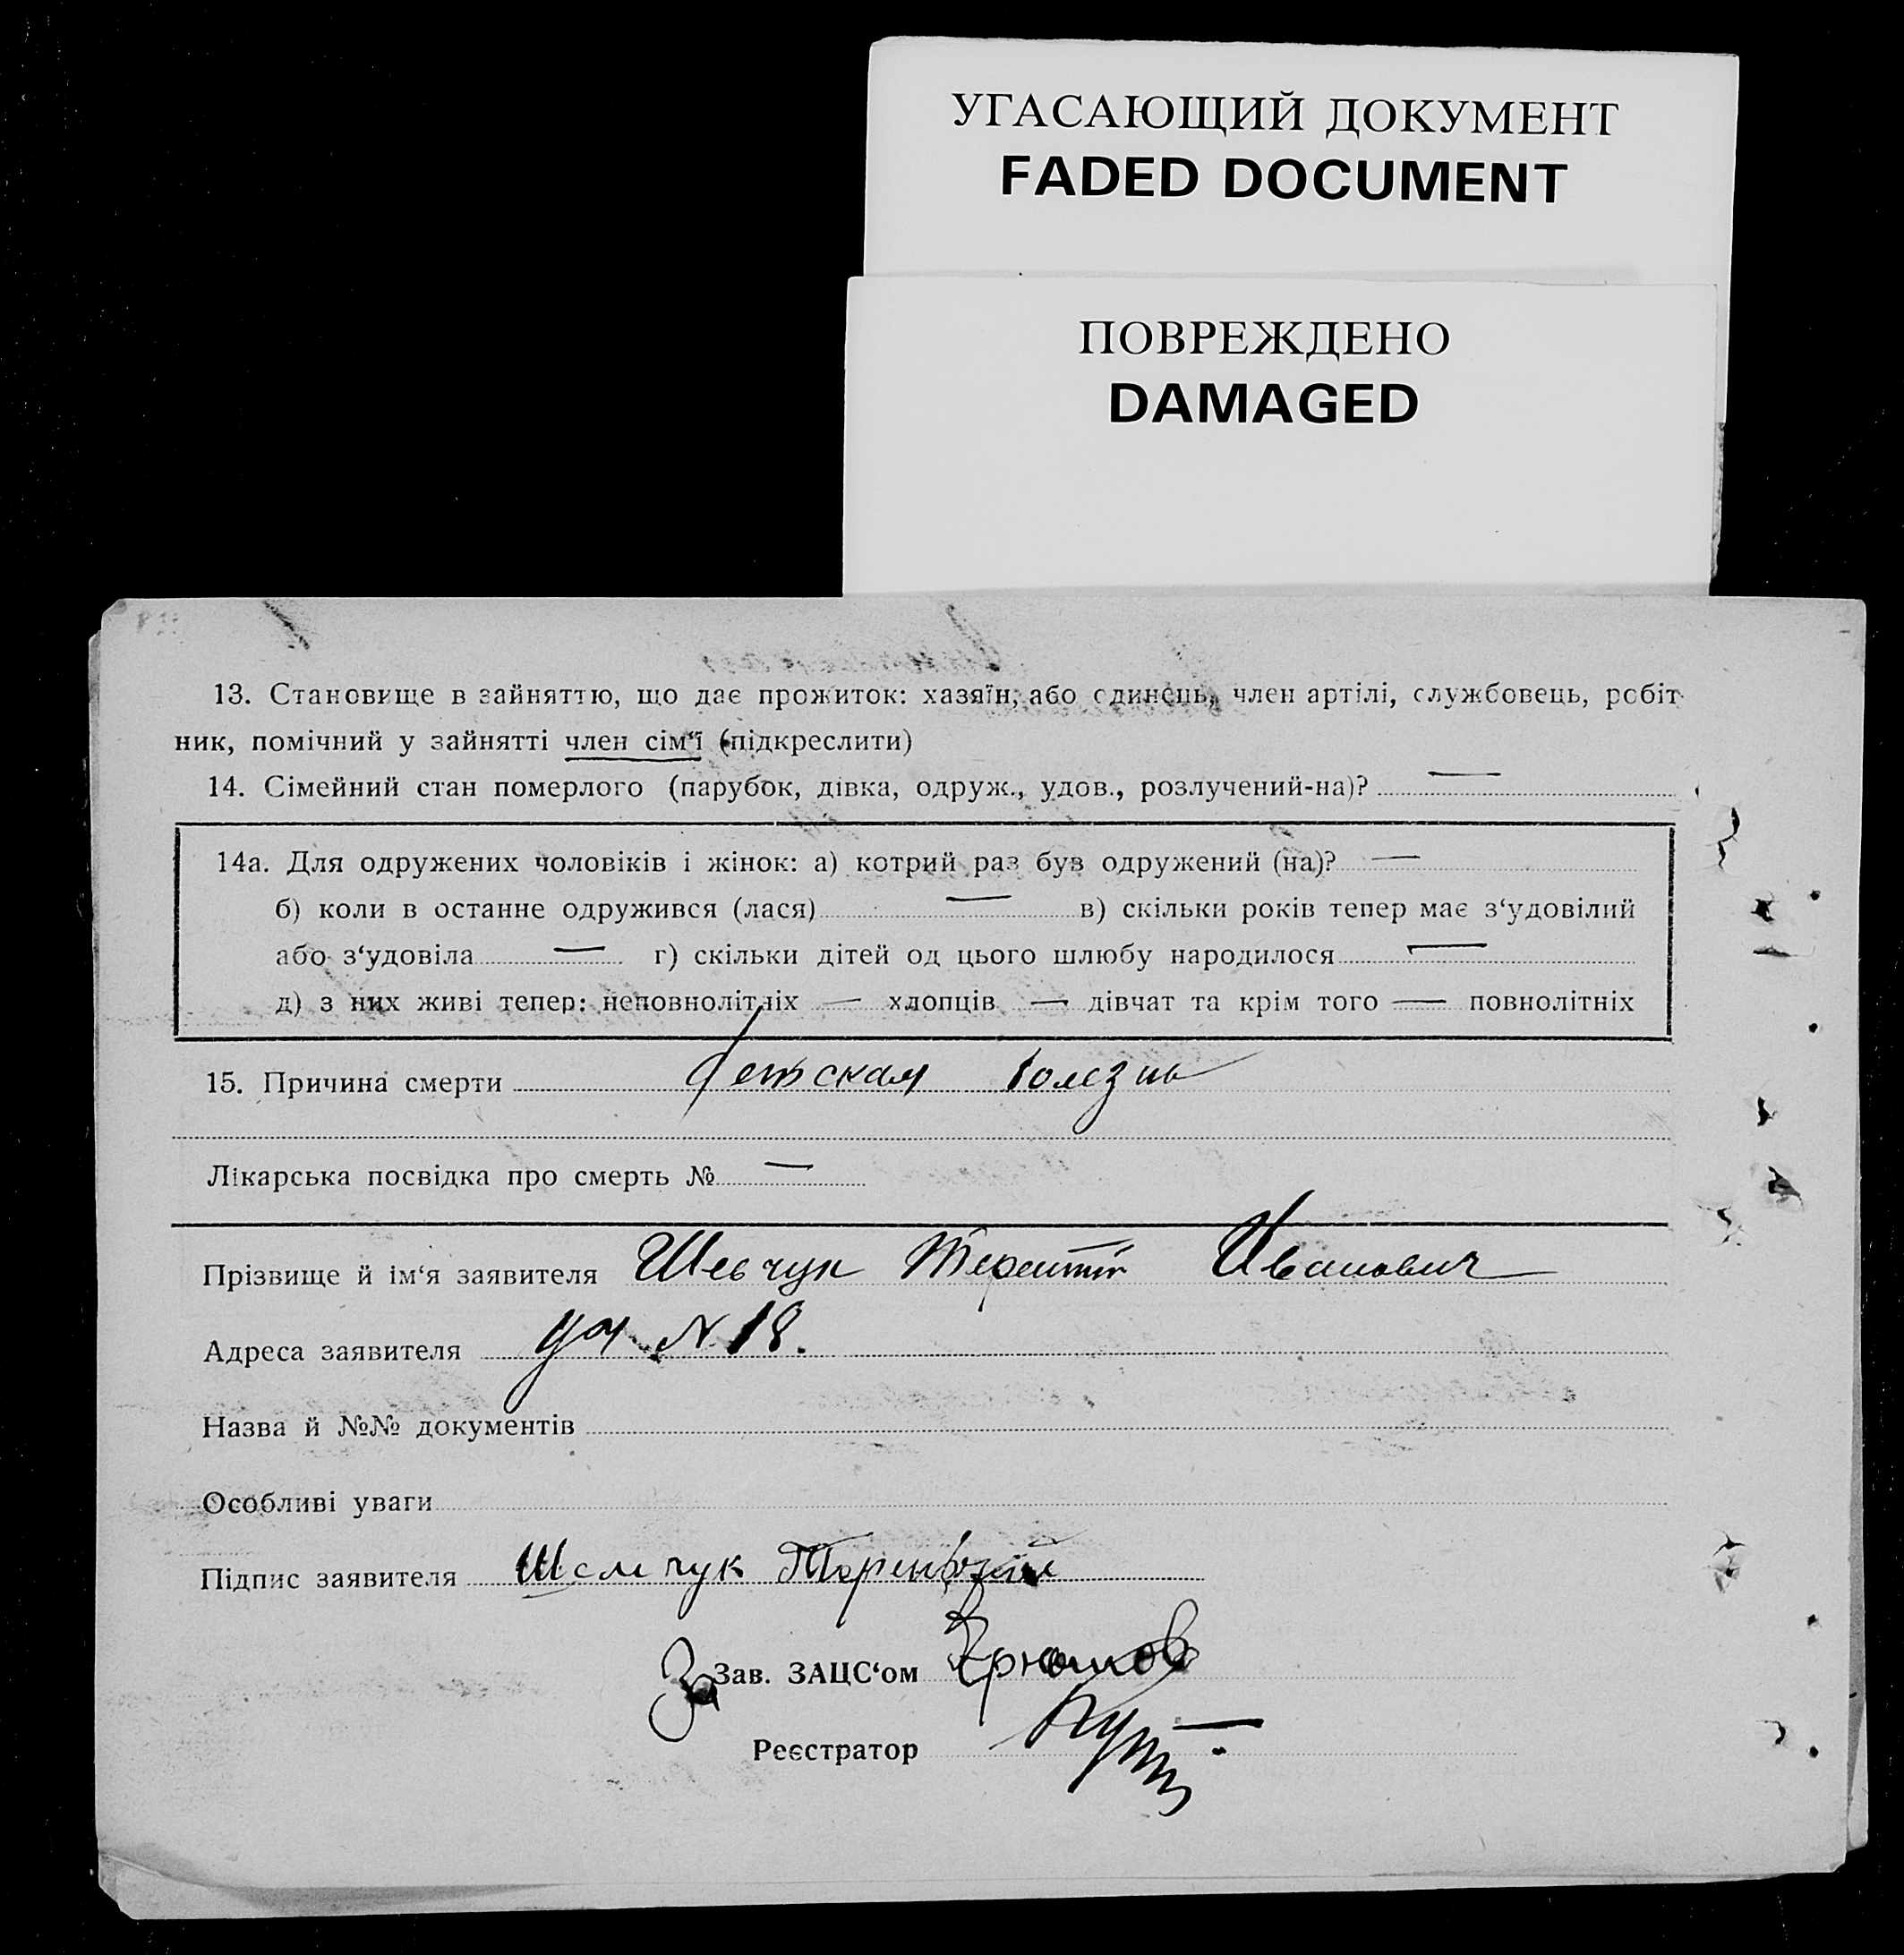 УГАСАЮЩИЙ ДОКУМЕНТ
FADED DOCUMENT
ПОВРЕЖДЕНО
DAMAGED
13. Становище в зайняттю, що дає прожиток: хазяїн, або єдинець, член артілі, службовець, робіт-
ник, помічний у зайнятті член сім‘ї (підкреслити)
14. Сімейний стан померлого (парубок, дівка, одруж., удов., розлучений-на)? —
14а. Для одружених чоловіків і жінок: а) котрий раз був одружений (на)? —
б) коли в останне одружився (лася) — в) скільки років тепер має з‘удовілий
або з‘удовіла — г) скільки дітей од цього шлюбу народилося —
д) з них живі тепер: неповнолітніх — хлопців — дівчат та крім того — повнолітніх
15. Причина смерти детская болезнь
Лікарська посвідка про смерть № —
Прізвище й ім‘я заявителя Шевчук Терентій Иванович
Адреса заявителя уч. N 18.
Назва й №№ документів
Особливі уваги
Підпис заявителя Шемчук
За Зав. ЗАЦС‘ом
Реєстратор